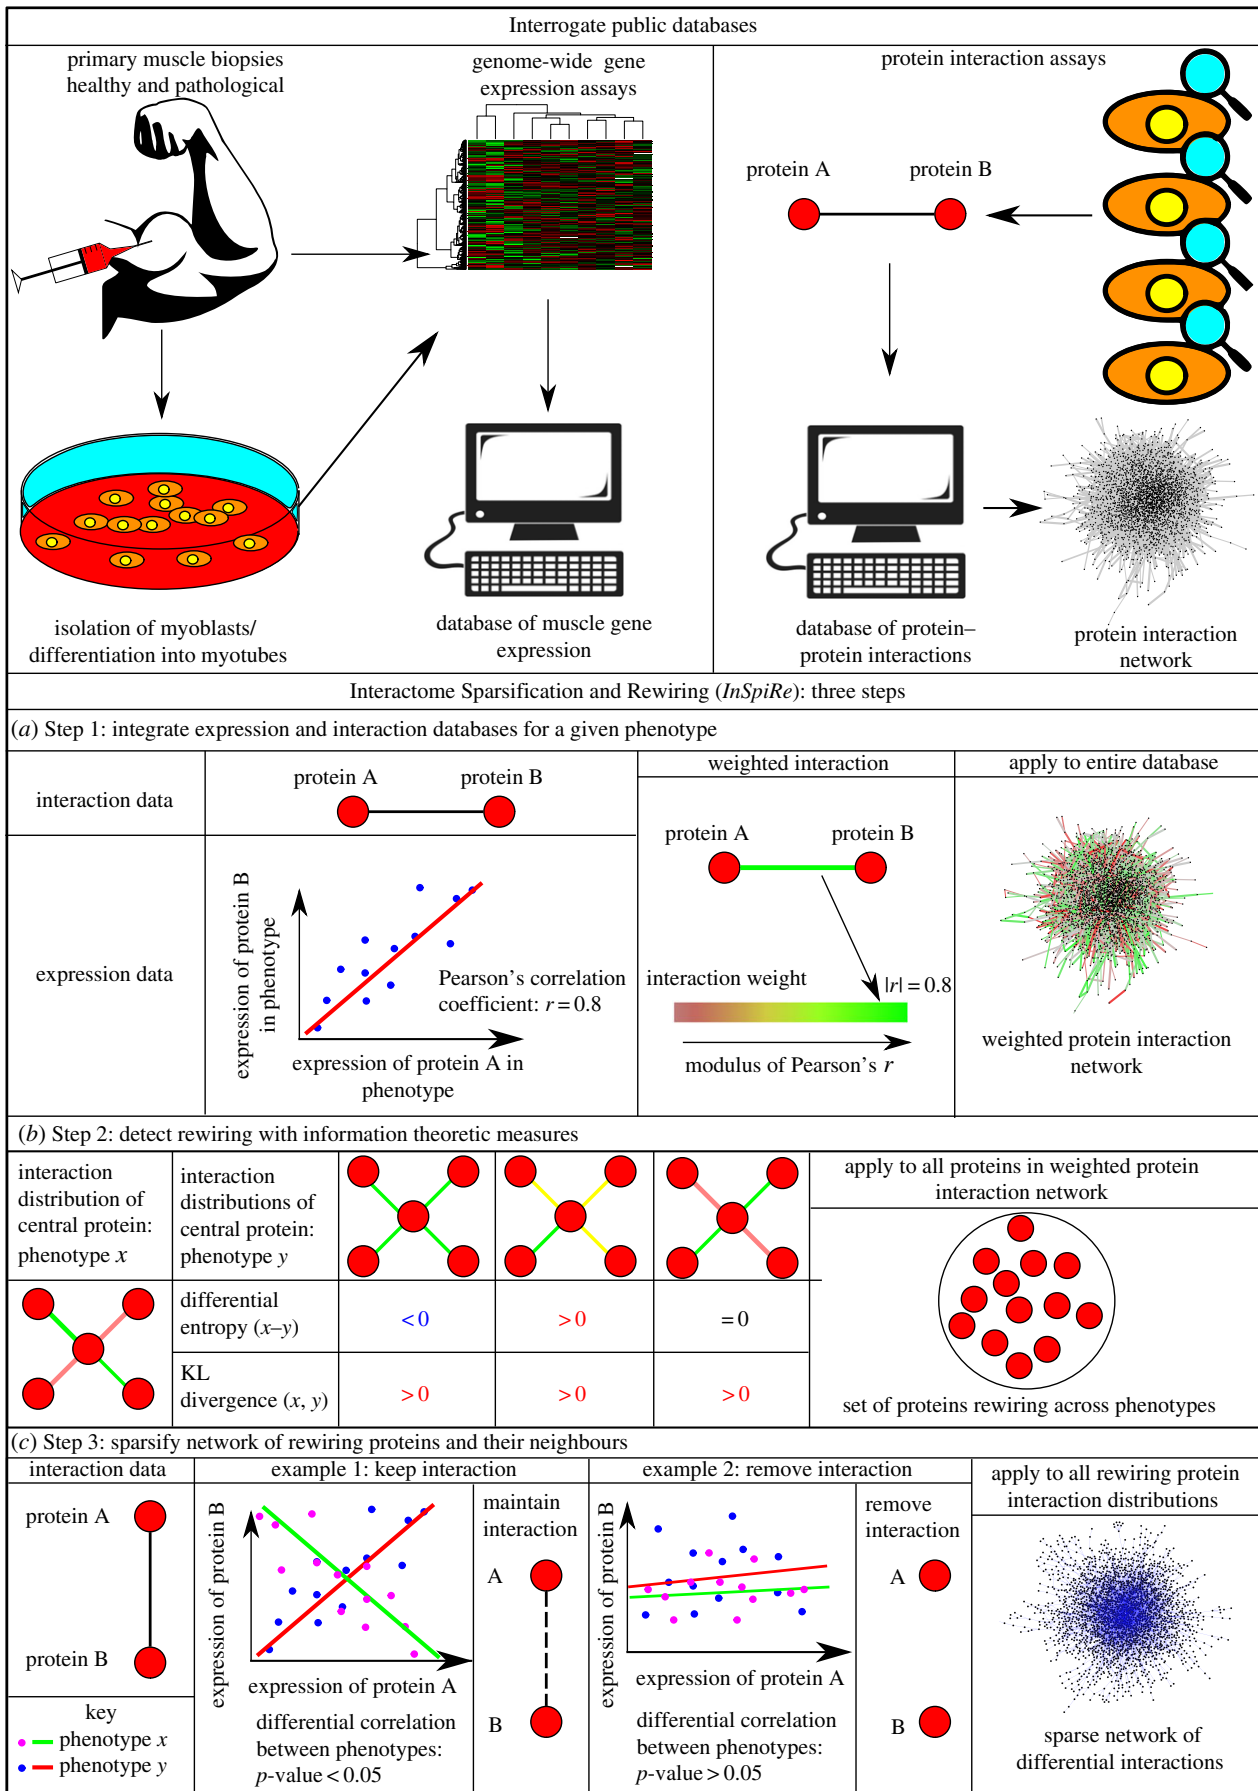 Interrogate public databases
primary muscle biopsies
healthy and pathological
genome-wide gene
expression assays
protein interaction assays
protein A
protein B
isolation of myoblasts/
differentiation into myotubes
database of muscle gene
expression
database of protein–
protein interactions
protein interaction
network
Interactome Sparsification and Rewiring (InSpiRe): three steps
(a) Step 1: integrate expression and interaction databases for a given phenotype
interaction data
protein A
protein B
weighted interaction
apply to entire database
protein A
protein B
expression data
expression of protein B
in phenotype
Pearson's correlation
coefficient: r = 0.8
expression of protein A in
phenotype
interaction weight
|r| = 0.8
modulus of Pearson's r
weighted protein interaction
network
(b) Step 2: detect rewiring with information theoretic measures
interaction
distribution of
central protein:
phenotype x
interaction
distributions of
central protein:
phenotype y
apply to all proteins in weighted protein
interaction network
differential
entropy (x–y)
< 0
> 0
= 0
KL
divergence (x, y)
> 0
> 0
> 0
set of proteins rewiring across phenotypes
(c) Step 3: sparsify network of rewiring proteins and their neighbours
interaction data
example 1: keep interaction
example 2: remove interaction
apply to all rewiring protein
interaction distributions
protein A
protein B
key
phenotype x
phenotype y
expression of protein B
expression of protein A
differential correlation
between phenotypes:
p-value < 0.05
maintain
interaction
A
B
expression of protein B
expression of protein A
differential correlation
between phenotypes:
p-value > 0.05
remove
interaction
A
B
sparse network of
differential interactions